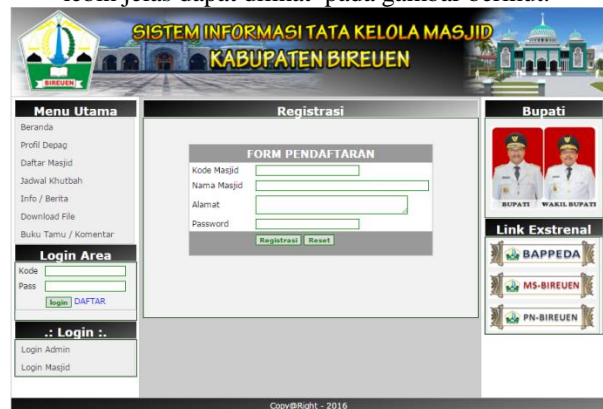 lebih jelas dapat dilihat pada gambar berikut.
SISTEM INFORMASI TATA KELOLA MASJID
KABUPATEN BIREUEN
BIREUEN
Menu Utama
Beranda
Profil Depag
Daftar Masjid
Jadwal Khutbah
Info / Berita
Download File
Buku Tamu / Komentar
Login Area
Kode
Pass
login DAFTAR
.: Login :.
Login Admin
Login Masjid
Registrasi
FORM PENDAFTARAN
Kode Masjid
Nama Masjid
Alamat
Password
Registrasi Reset
Bupati
BUPATI WAKIL BUPATI
Link Exstrenal
BAPPEDA
MS-BIREUEN
PN-BIREUEN
Copy@Right - 2016